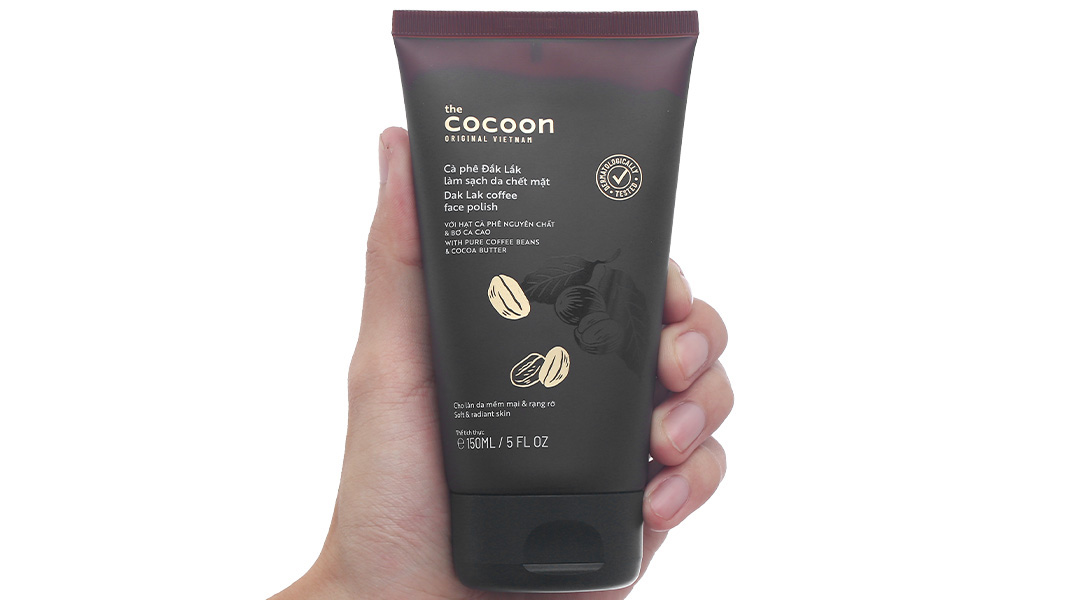 the
cocoon
ORIGINAL VIETNAM
Cà phê Đắk Lắk
làm sạch da chết mặt
Dak Lak coffee
face polish
VỚI HẠT CÀ PHÊ NGUYÊN CHẤT
& BƠ CA CAO
WITH PURE COFFEE BEANS
& COCOA BUTTER
DERMATOLOGICALLY
• TESTED •
Cho làn da mềm mại & rạng rỡ
Soft & radiant skin
Thể tích thực
℮ 150ML / 5 FL OZ